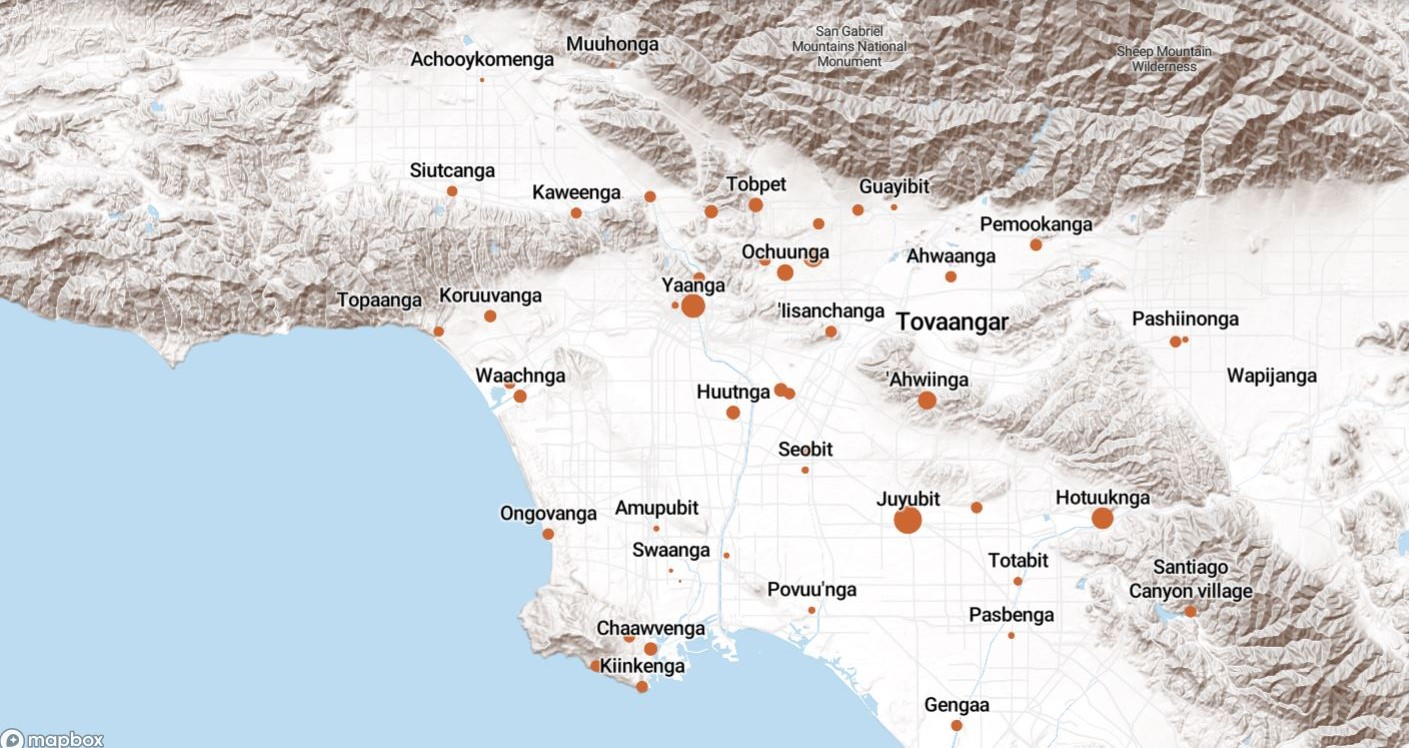 San Gabriel
Mountains National
Monument
Muuhonga
Achooykomenga
Sheep Mountain
Wilderness
Siutcanga
Kaweenga
Tobpet
Guayibit
Pemookanga
Ochuunga
Ahwaanga
Yaanga
Topaanga
Koruuvanga
'Iisanchanga
Tovaangar
Pashiinonga
Waachnga
Huutnga
'Ahwiinga
Wapijanga
Seobit
Juyubit
Hotuuknga
Ongovanga
Amupubit
Swaanga
Totabit
Santiago
Canyon village
Povuu'nga
Pasbenga
Chaawvenga
Kiinkenga
Gengaa
mapbox